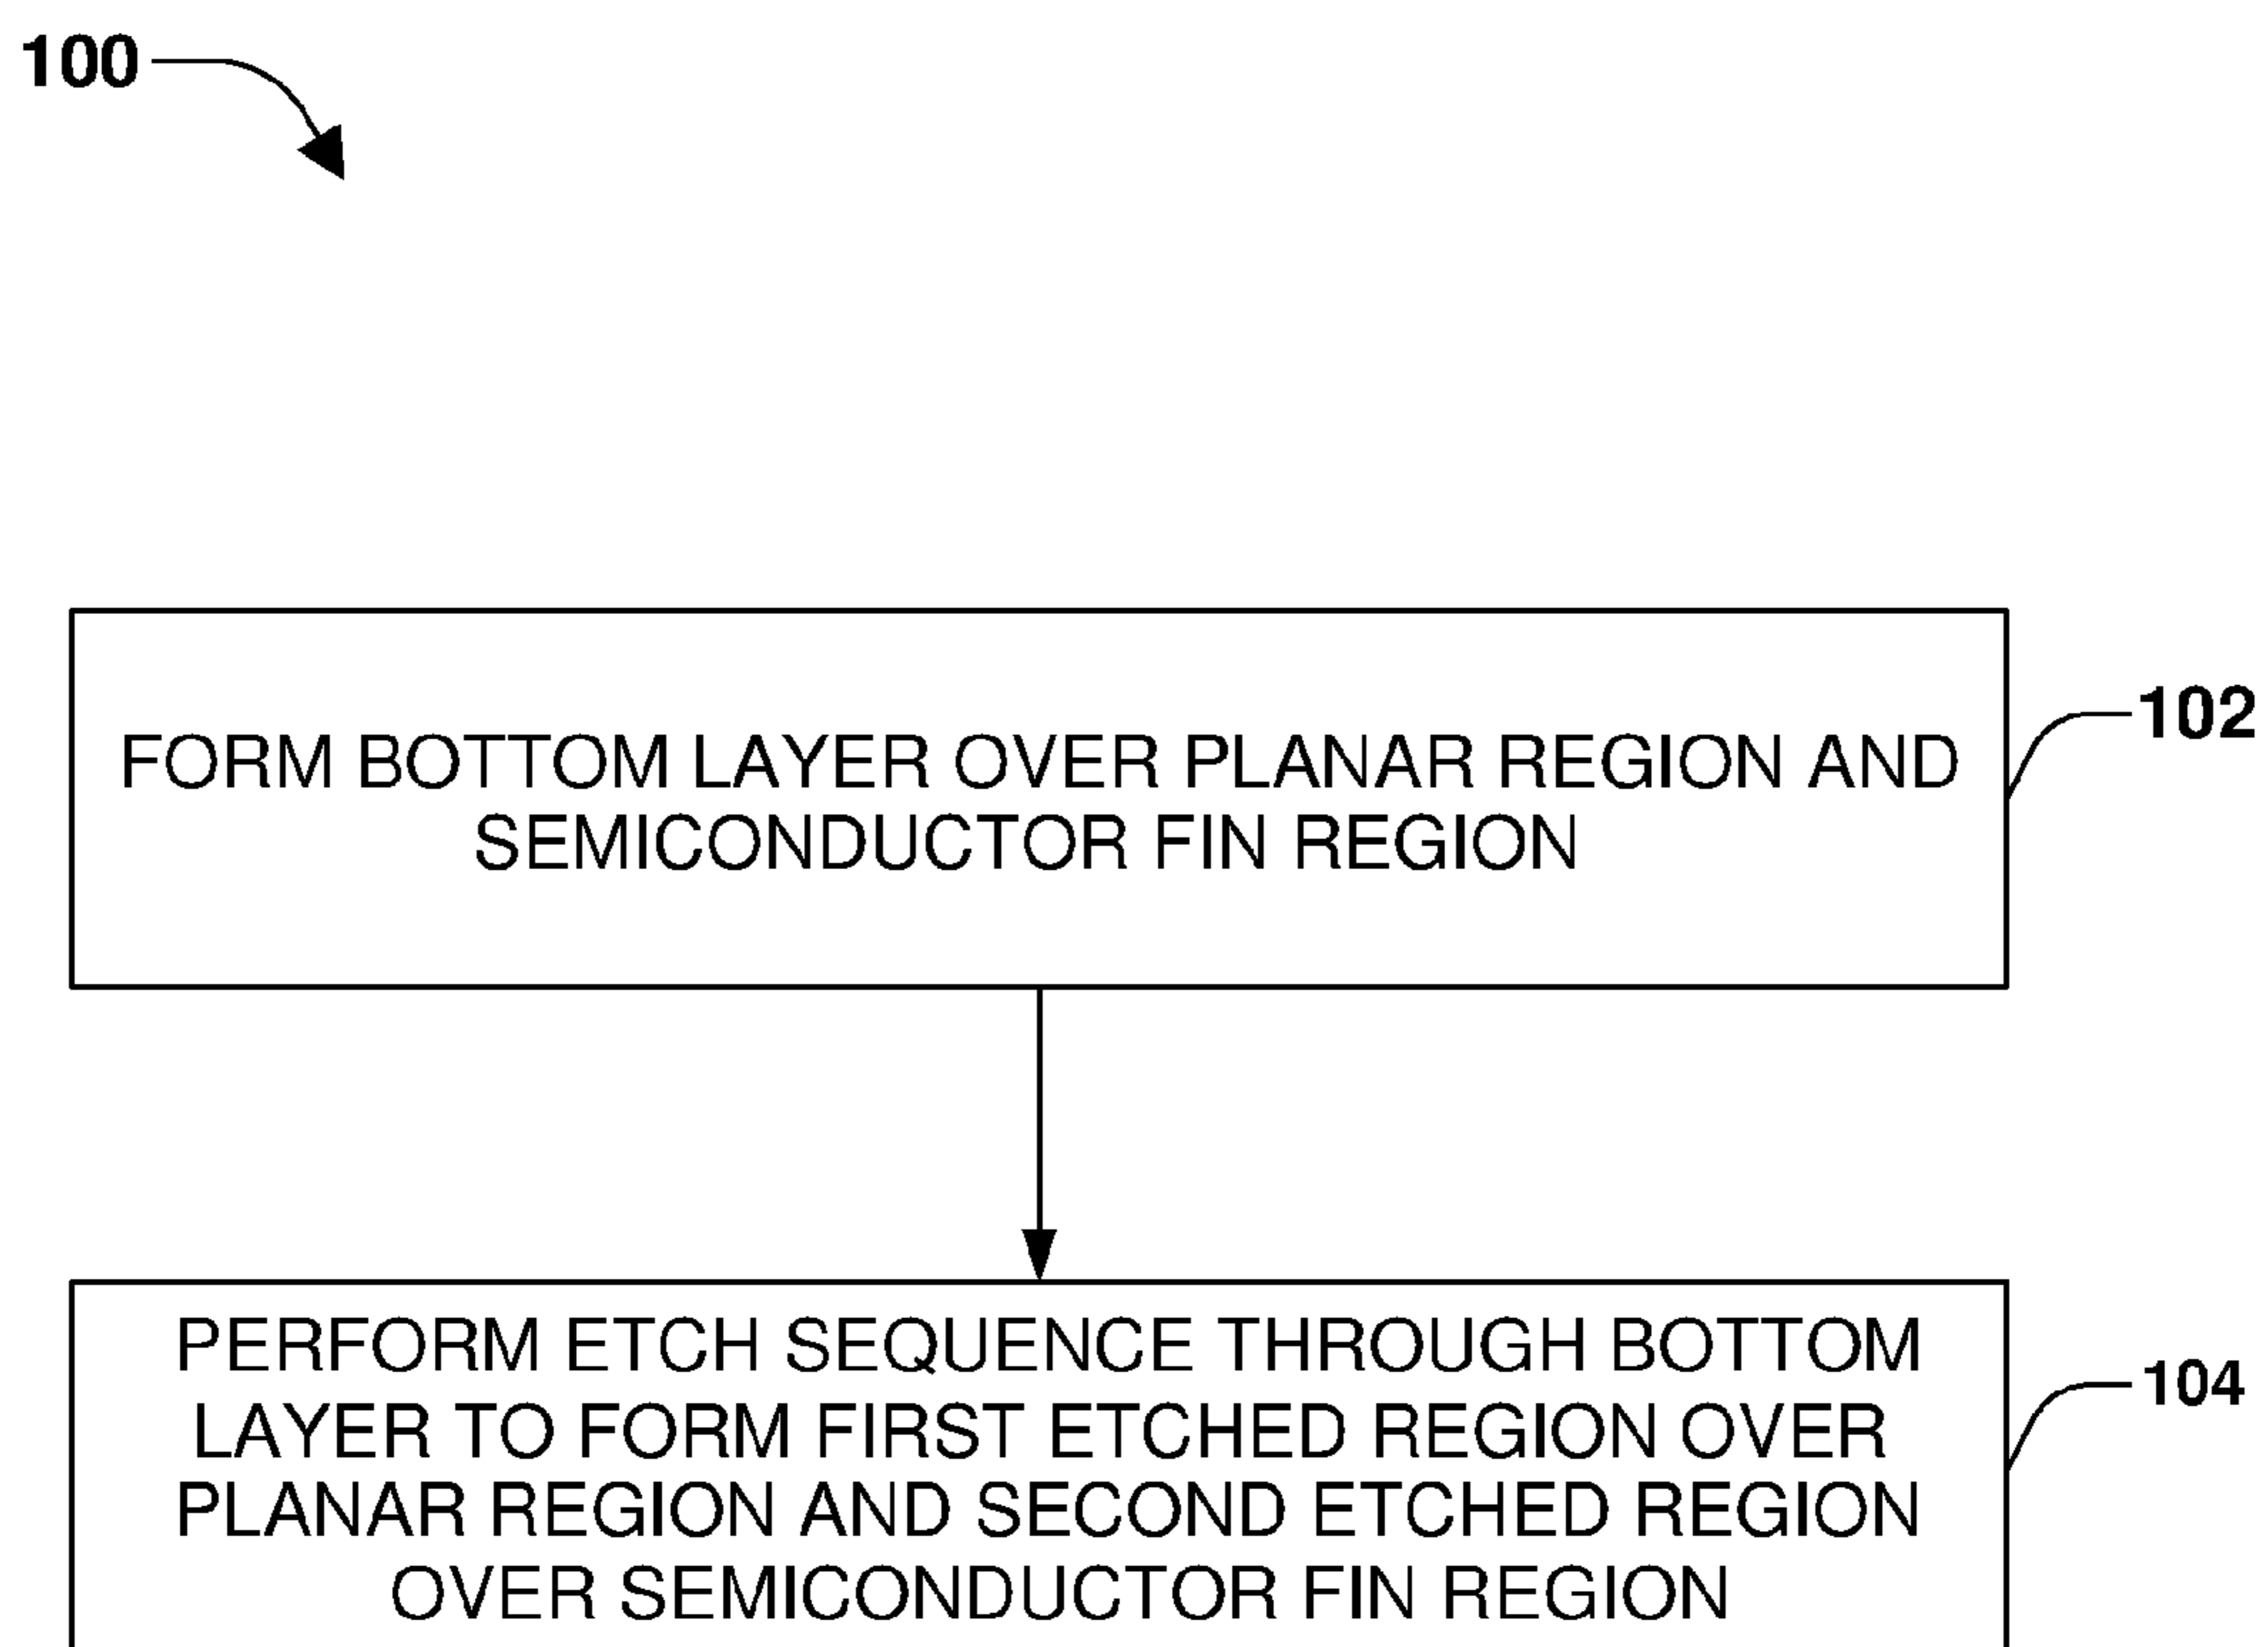 100
FORM BOTTOM LAYER OVER PLANAR REGION AND
SEMICONDUCTOR FIN REGION
102
PERFORM ETCH SEQUENCE THROUGH BOTTOM
LAYER TO FORM FIRST ETCHED REGION OVER
PLANAR REGION AND SECOND ETCHED REGION
OVER SEMICONDUCTOR FIN REGION
104